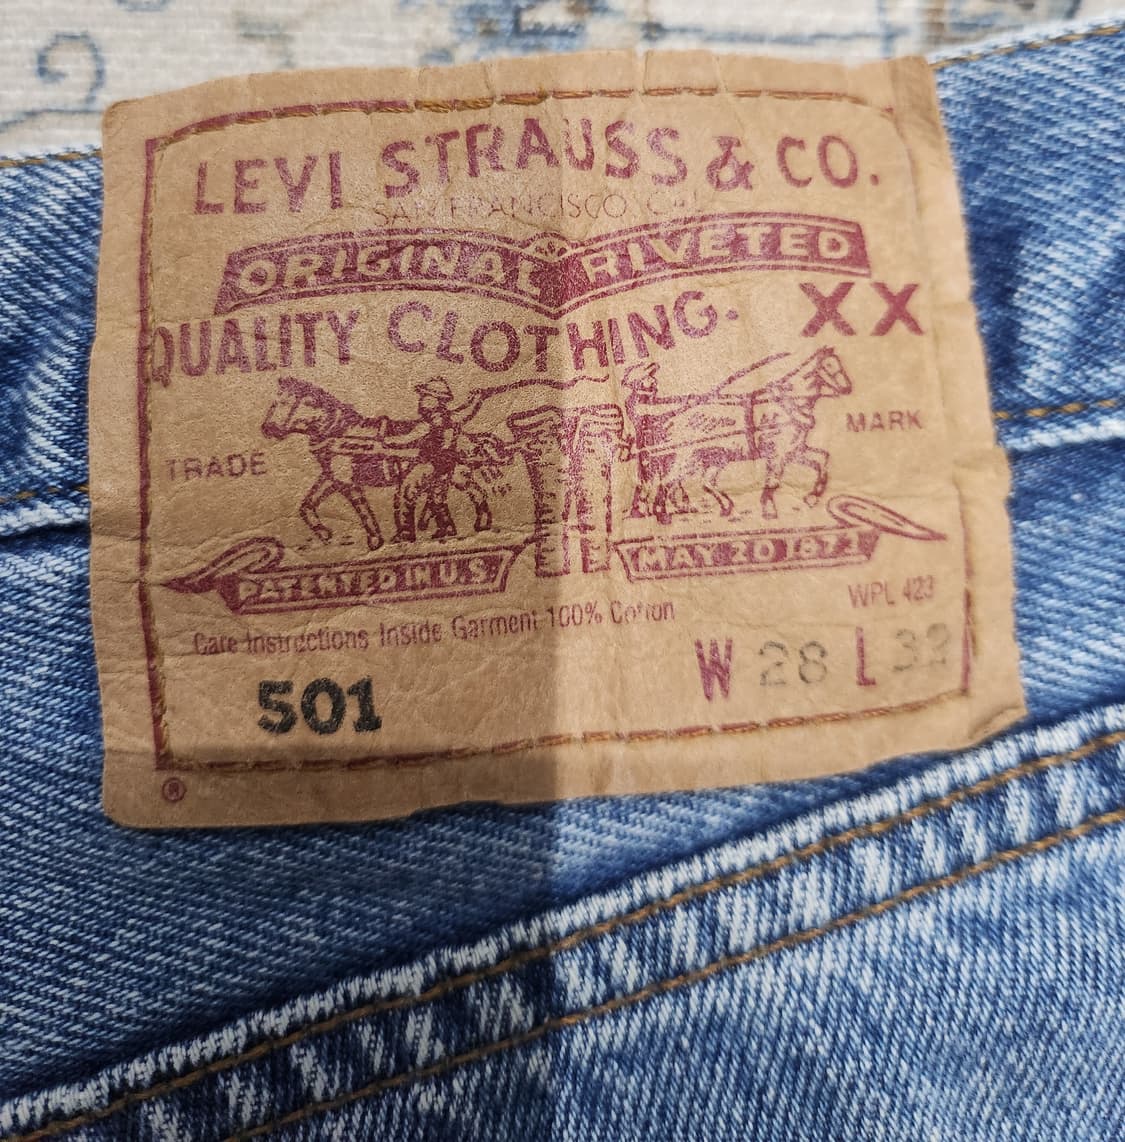 LEVI STRAUSS & CO.
SAN FRANCISCO CAL
ORIGINAL RIVETED
QUALITY CLOTHING. XX
TRADE MARK
PATENTED IN U.S. MAY 20 1873
WPL 423
Care Instructions Inside Garment 100% Cotton
501 W 28 L
®